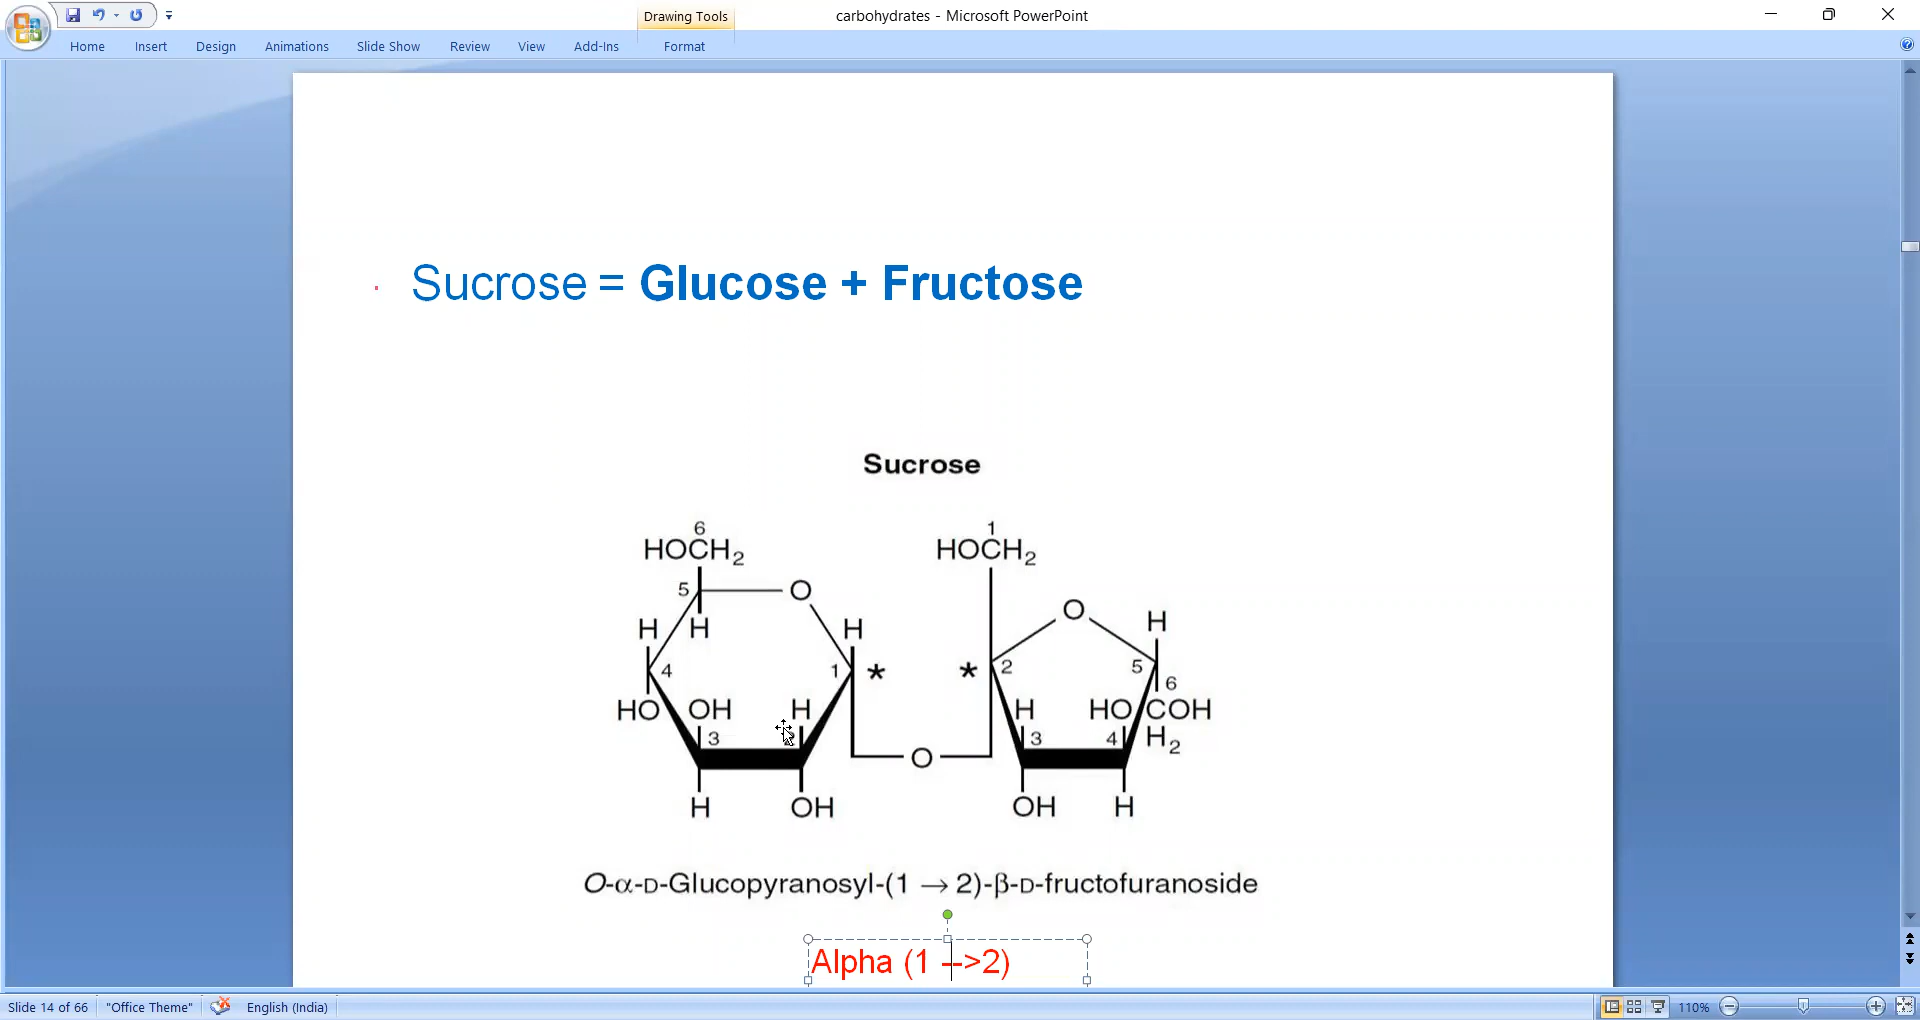 Drawing Tools
carbohydrates - Microsoft PowerPoint
Home Insert Design Animations Slide Show Review View Add-Ins Format
Sucrose = Glucose + Fructose
Sucrose
6 1
HOCH2 HOCH2
5 O O H
H H H
4 1 * * 2 5
6
HO OH H H HO COH
3 3 4 H2
O
H OH OH H
O-α-D-Glucopyranosyl-(1 → 2)-β-D-fructofuranoside
Alpha (1 -->2)
Slide 14 of 66 "Office Theme" English (India) 110%